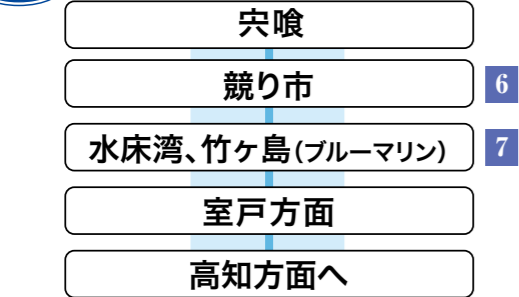 宍喰
競り市 6
水床湾、竹ヶ島(ブルーマリン) 7
室戸方面
高知方面へ